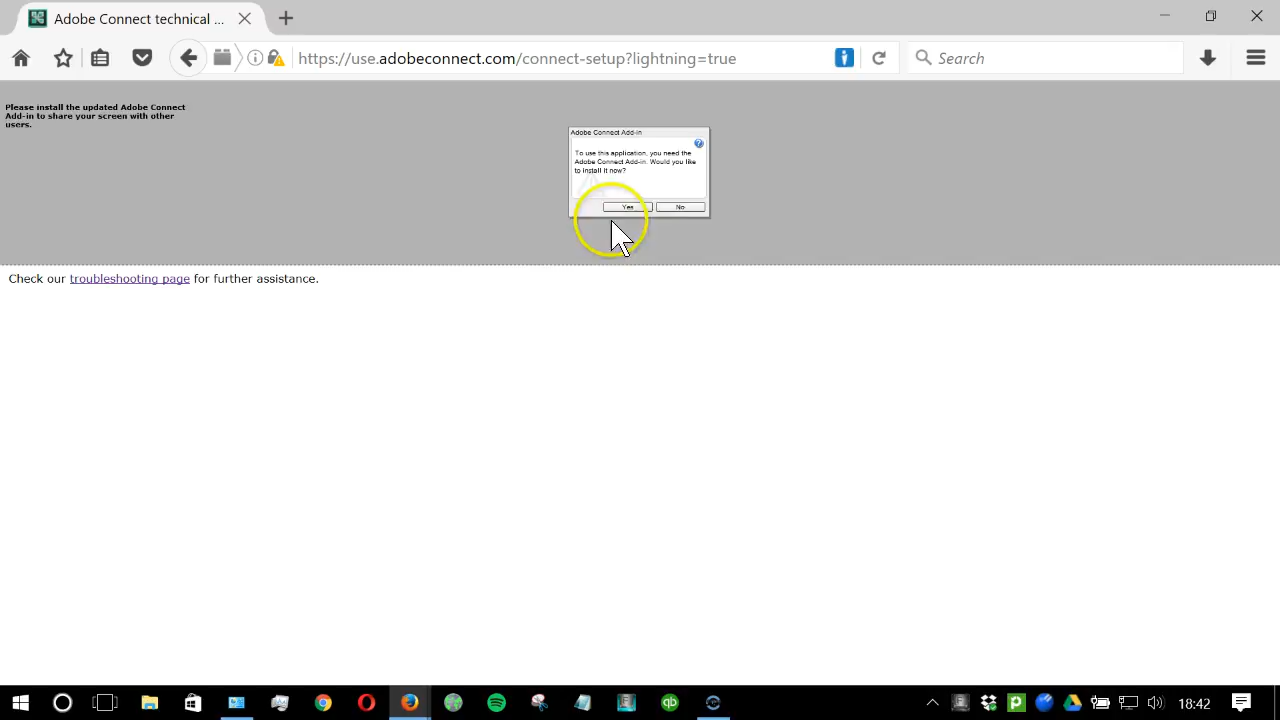 Adobe Connect technical ...
https://use.adobeconnect.com/connect-setup?lightning=true
Search
Please install the updated Adobe Connect
Add-in to share your screen with other
users.
Adobe Connect Add-in
To use this application, you need the
Adobe Connect Add-in. Would you like
to install it now?
Yes No
Check our troubleshooting page for further assistance.
18:42